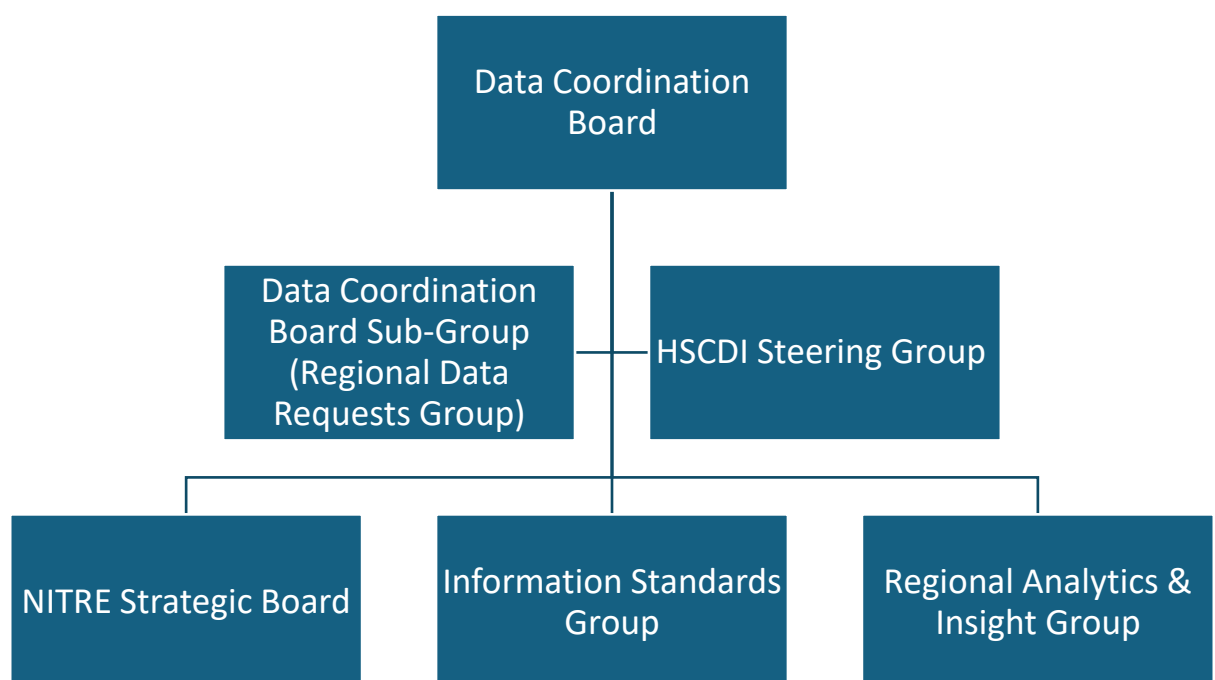 Data Coordination
Board
Data Coordination
Board Sub-Group
(Regional Data
Requests Group)
HSCDI Steering Group
NITRE Strategic Board
Information Standards
Group
Regional Analytics &
Insight Group